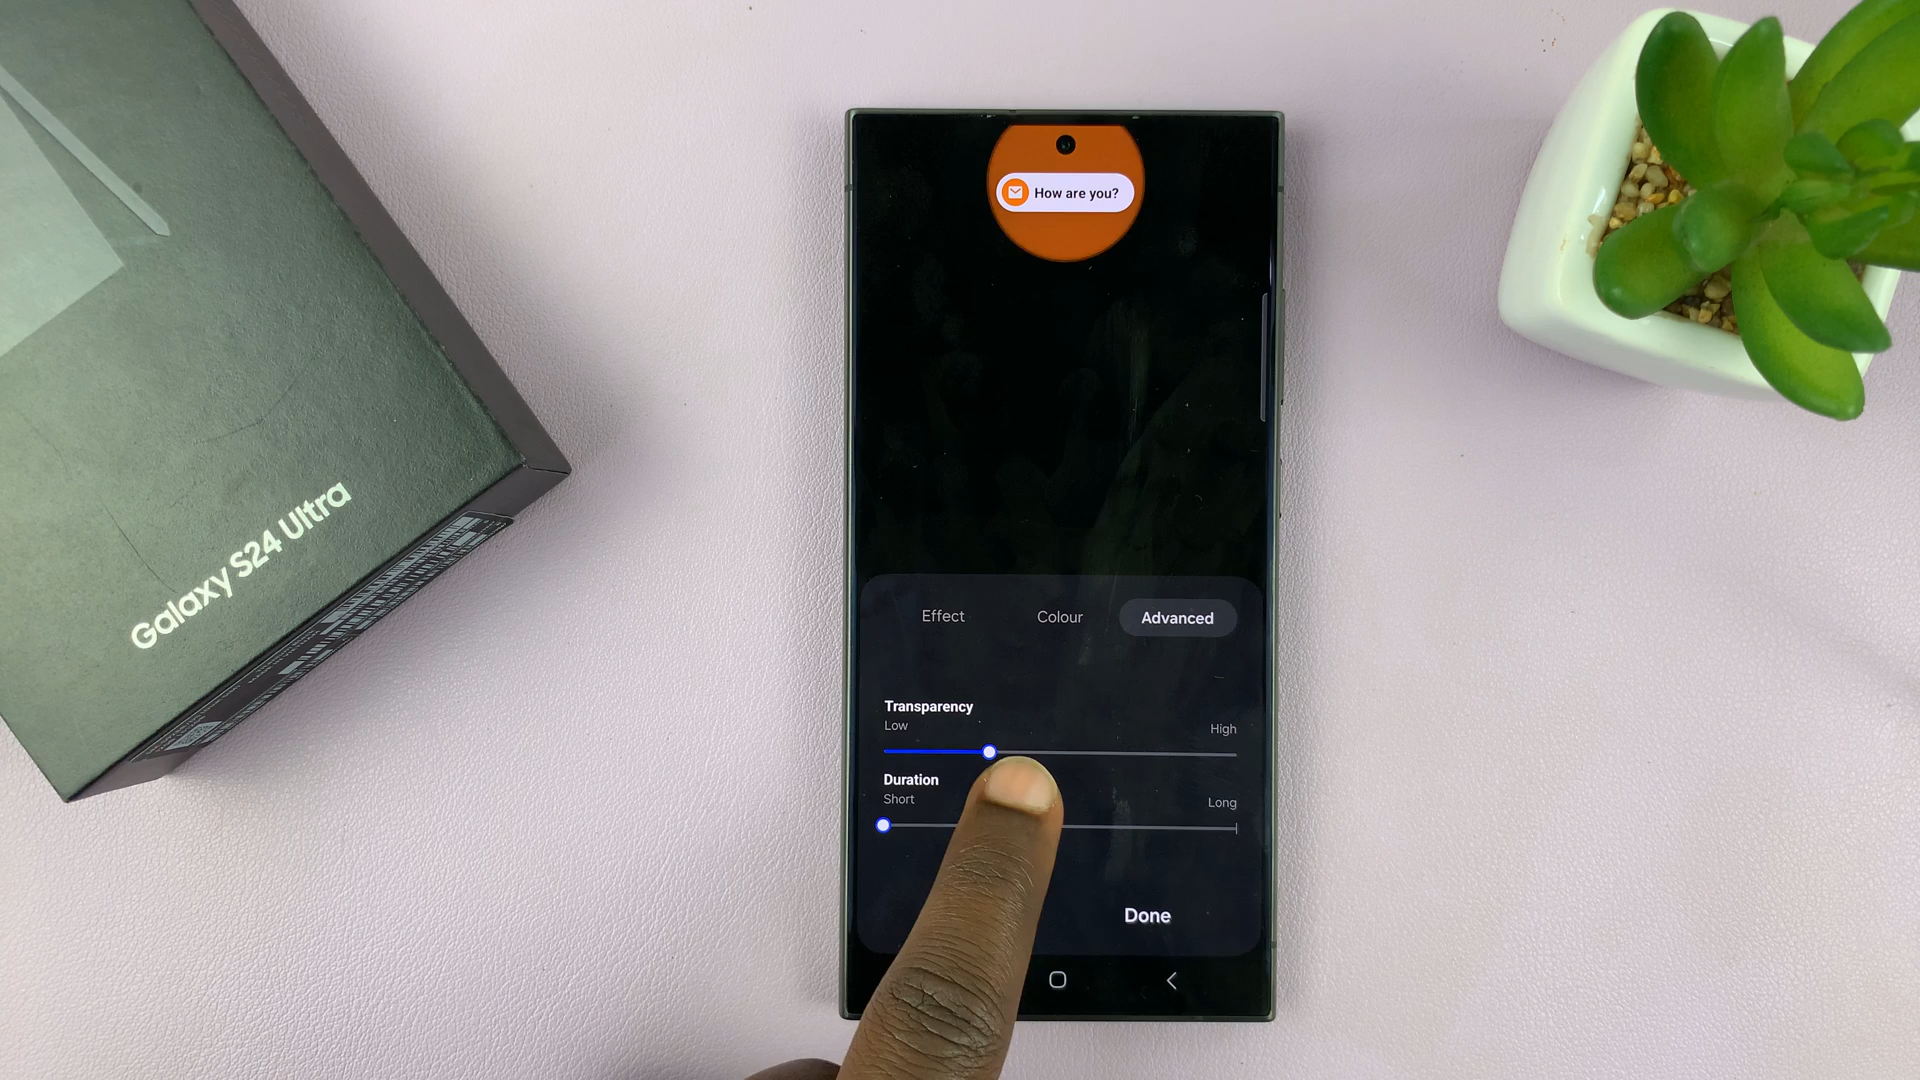 How are you?
Effect
Colour
Advanced
Transparency
Low
High
Duration
Short
Long
Done
Galaxy S24 Ultra